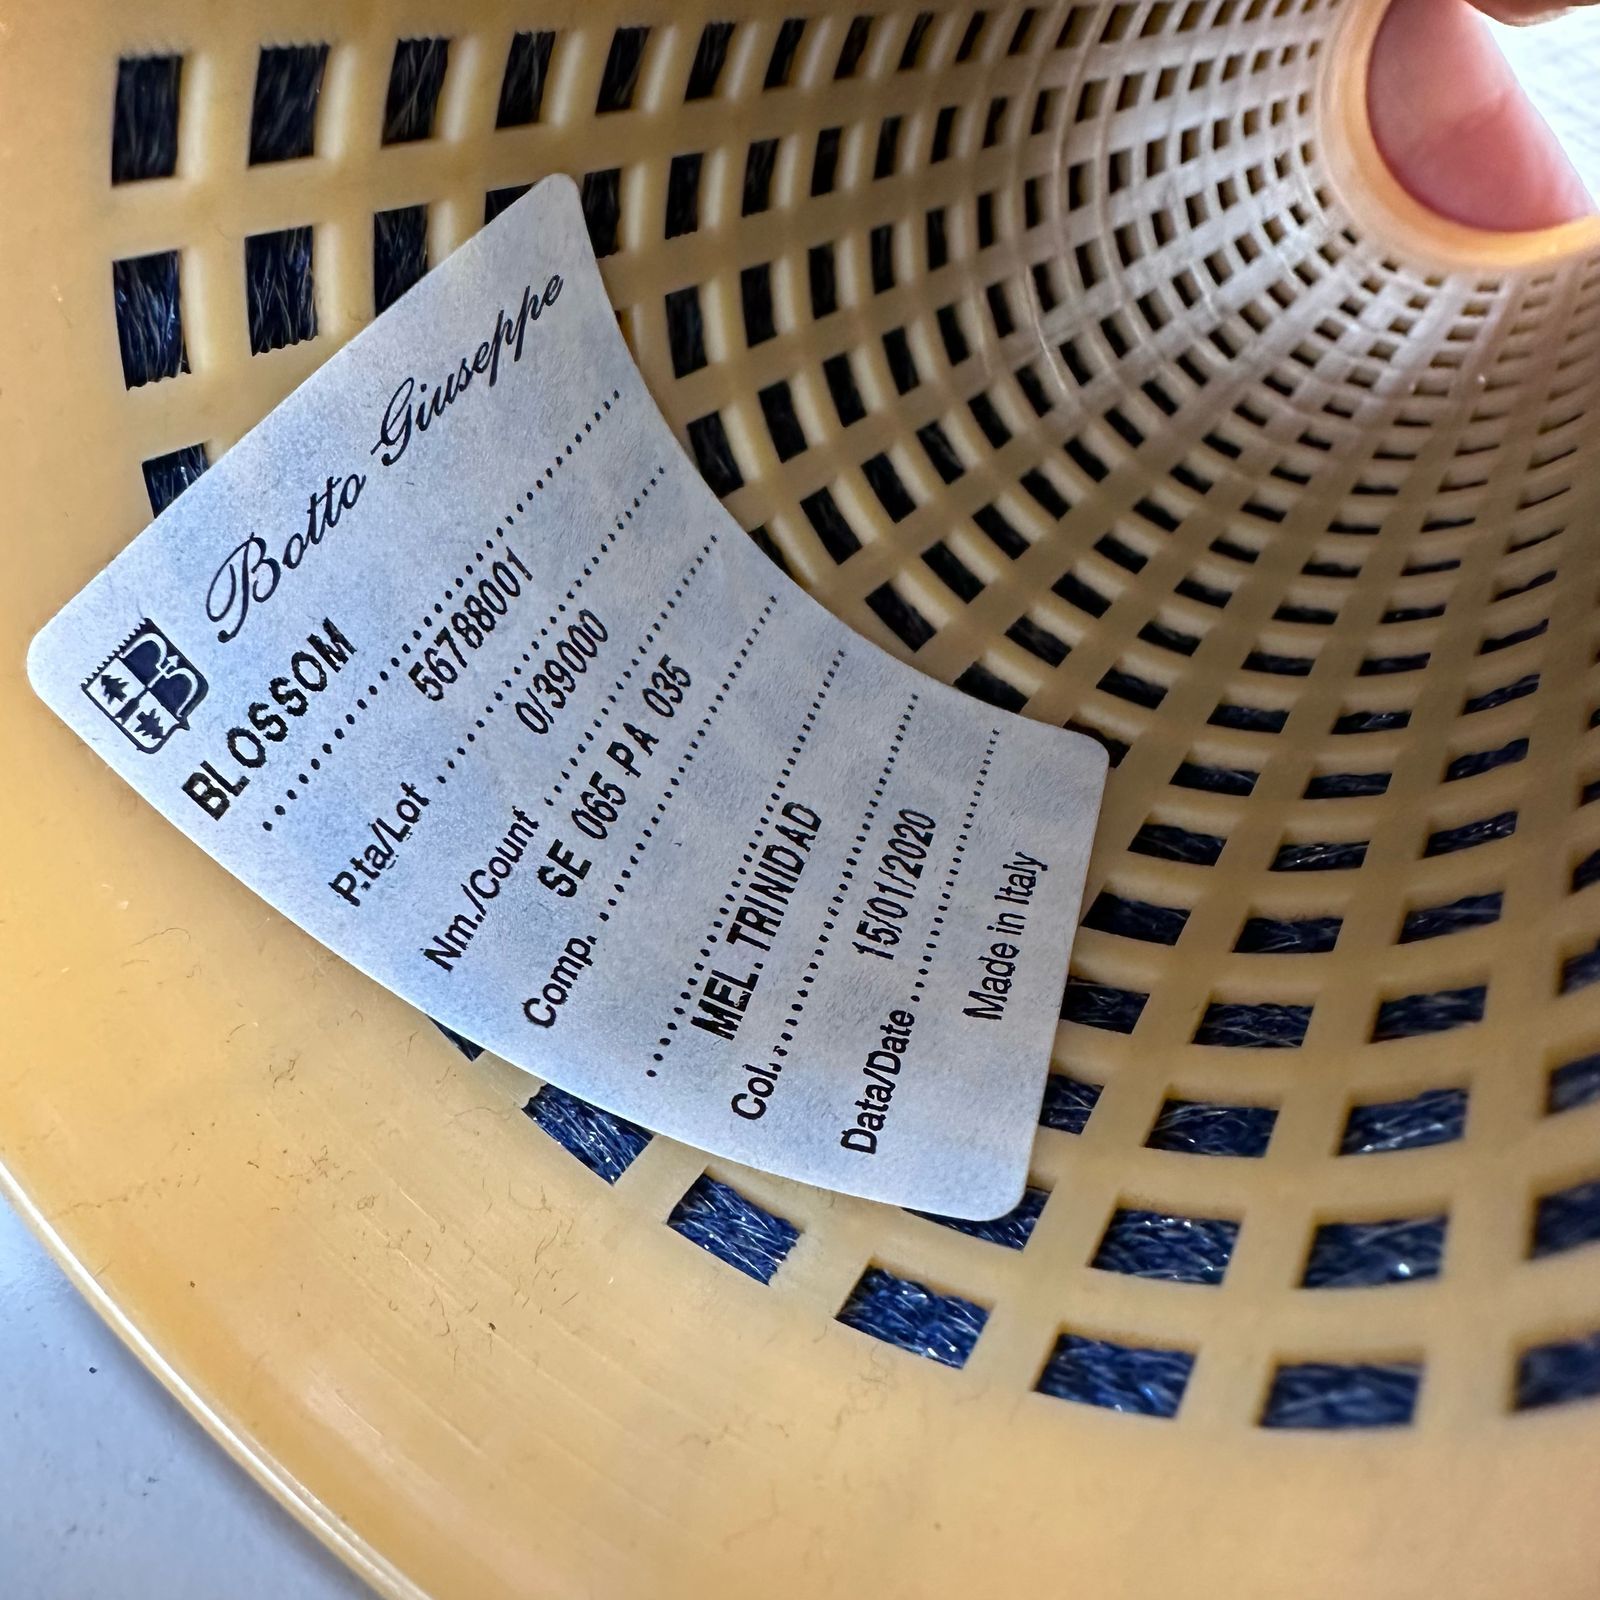 Botto Giuseppe
BLOSSOM
P.ta/Lot 56788001
Nm./Count 0/39000
Comp. SE 065 PA 035
Col. MEL.TRINIDAD
Data/Date 15/01/2020
Made in Italy